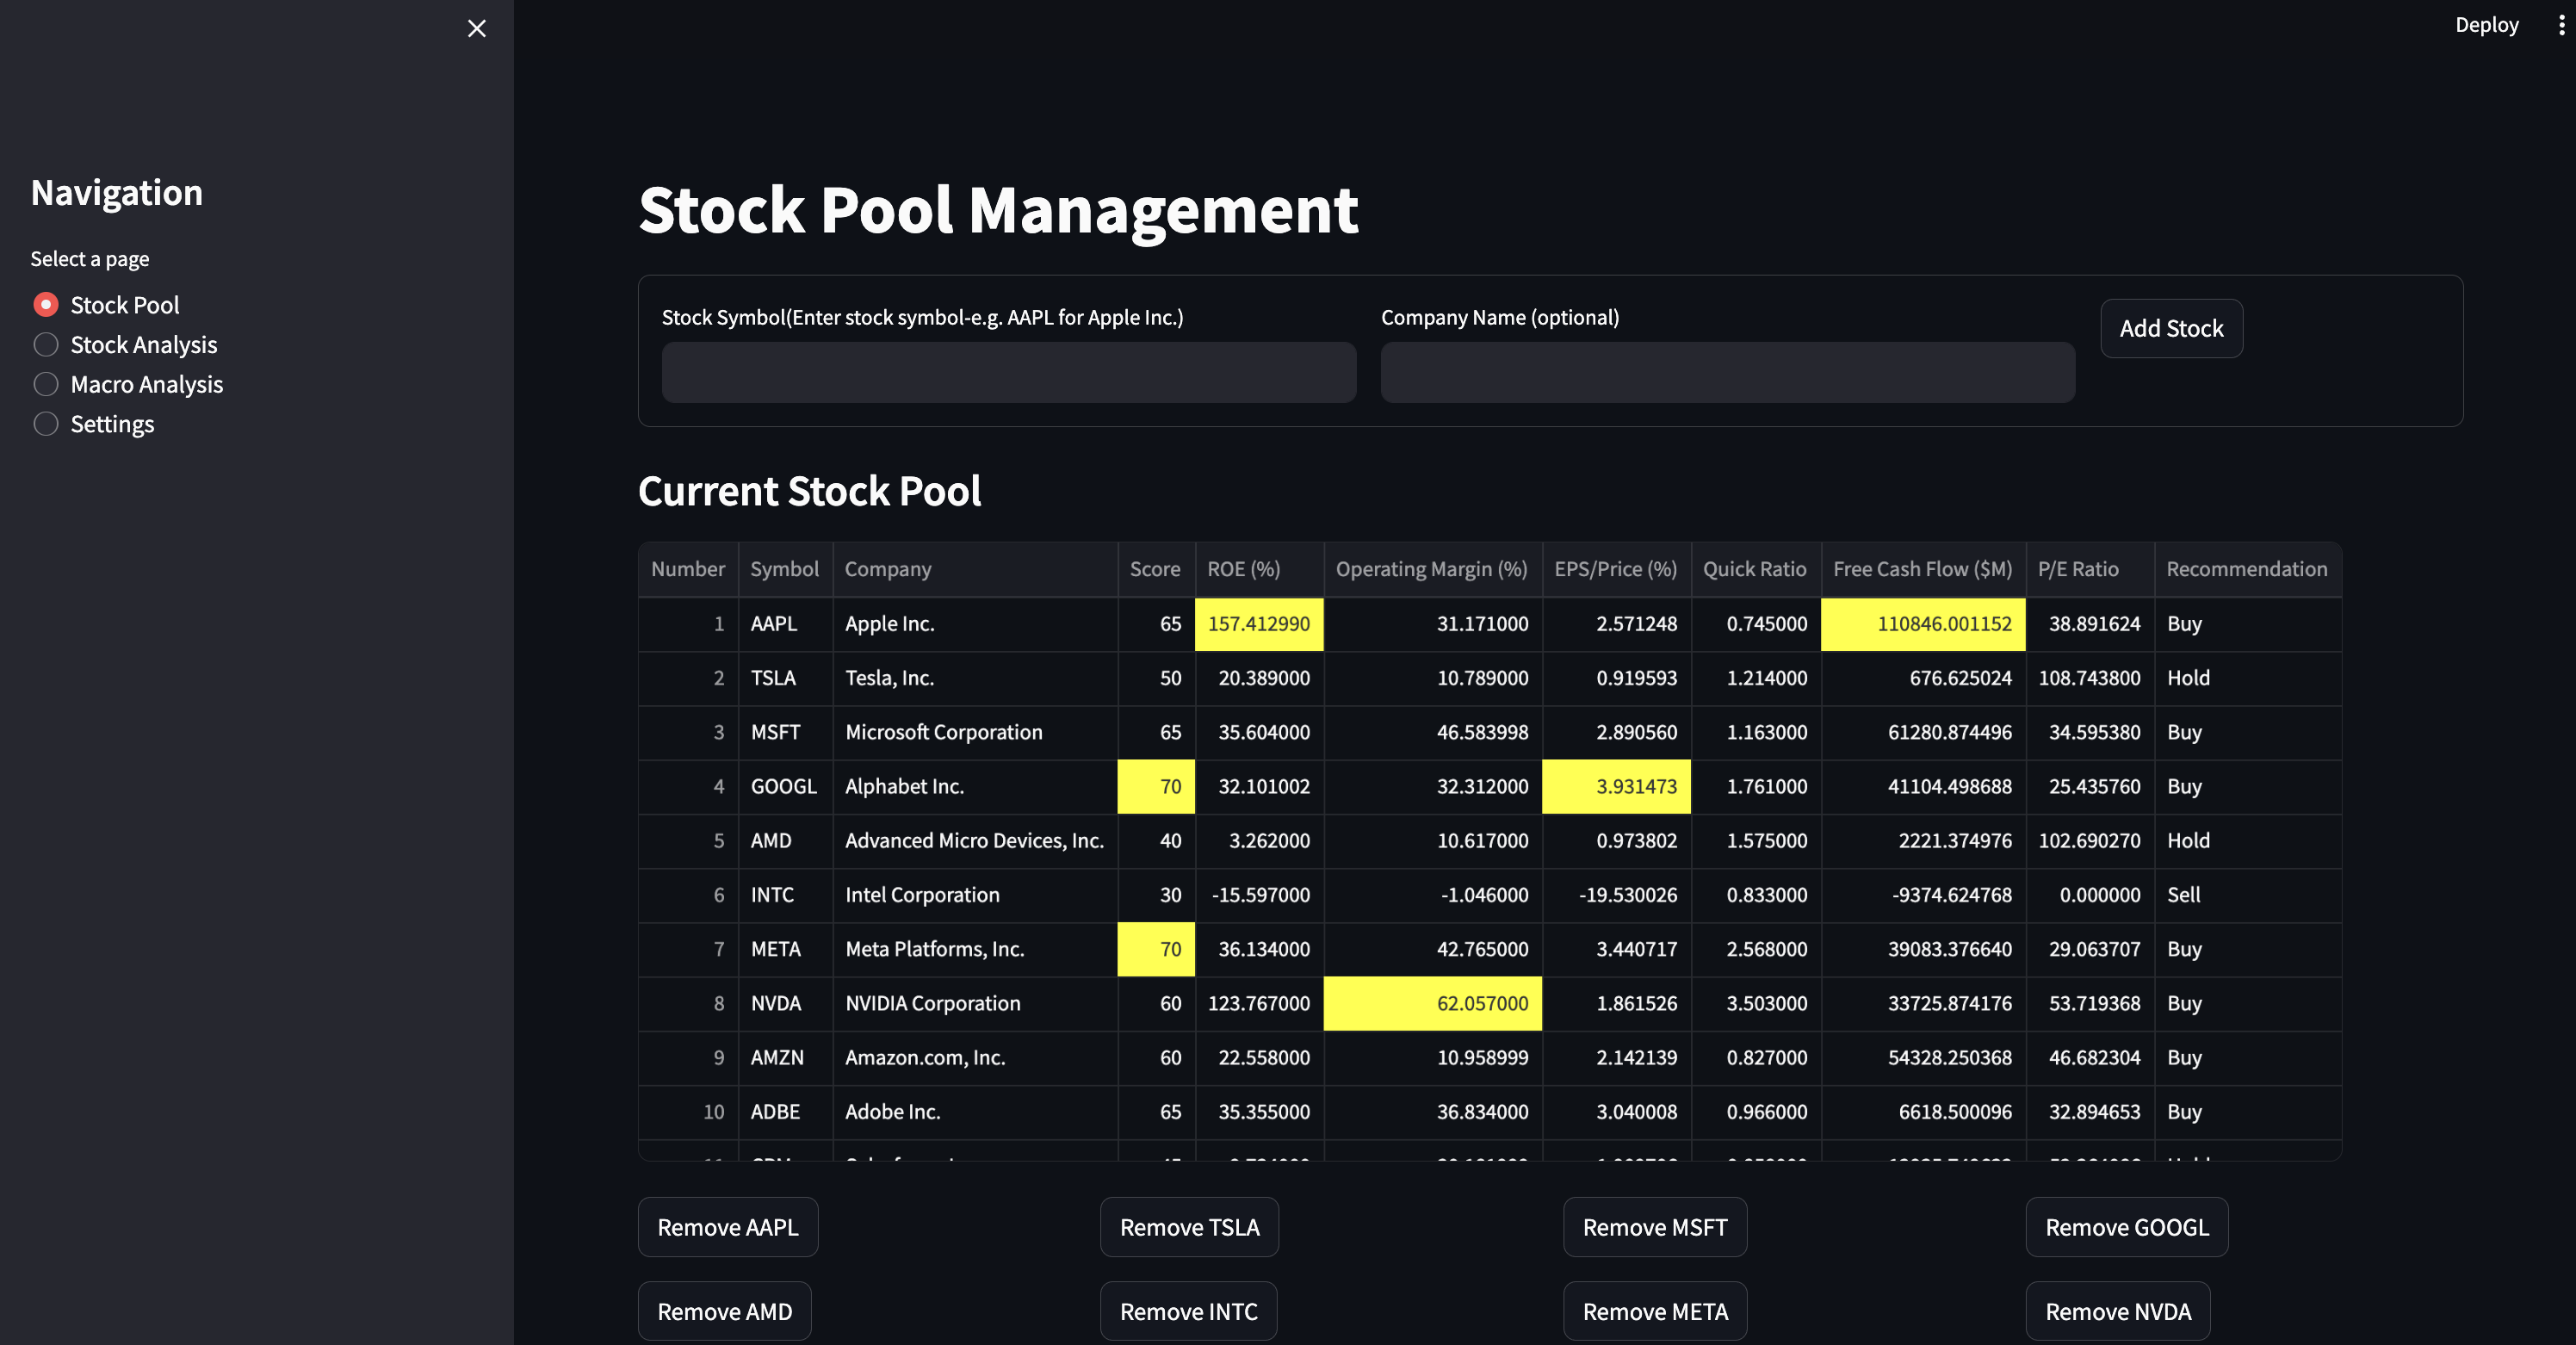 Deploy
Navigation
Select a page
Stock Pool
Stock Analysis
Macro Analysis
Settings
Stock Pool Management
Stock Symbol(Enter stock symbol-e.g. AAPL for Apple Inc.) Company Name (optional) Add Stock
Current Stock Pool
Number Symbol Company Score ROE (%) Operating Margin (%) EPS/Price (%) Quick Ratio Free Cash Flow ($M) P/E Ratio Recommendation
1 AAPL Apple Inc. 65 157.412990 31.171000 2.571248 0.745000 110846.001152 38.891624 Buy
2 TSLA Tesla, Inc. 50 20.389000 10.789000 0.919593 1.214000 676.625024 108.743800 Hold
3 MSFT Microsoft Corporation 65 35.604000 46.583998 2.890560 1.163000 61280.874496 34.595380 Buy
4 GOOGL Alphabet Inc. 70 32.101002 32.312000 3.931473 1.761000 41104.498688 25.435760 Buy
5 AMD Advanced Micro Devices, Inc. 40 3.262000 10.617000 0.973802 1.575000 2221.374976 102.690270 Hold
6 INTC Intel Corporation 30 -15.597000 -1.046000 -19.530026 0.833000 -9374.624768 0.000000 Sell
7 META Meta Platforms, Inc. 70 36.134000 42.765000 3.440717 2.568000 39083.376640 29.063707 Buy
8 NVDA NVIDIA Corporation 60 123.767000 62.057000 1.861526 3.503000 33725.874176 53.719368 Buy
9 AMZN Amazon.com, Inc. 60 22.558000 10.958999 2.142139 0.827000 54328.250368 46.682304 Buy
10 ADBE Adobe Inc. 65 35.355000 36.834000 3.040008 0.966000 6618.500096 32.894653 Buy
Remove AAPL Remove TSLA Remove MSFT Remove GOOGL
Remove AMD Remove INTC Remove META Remove NVDA